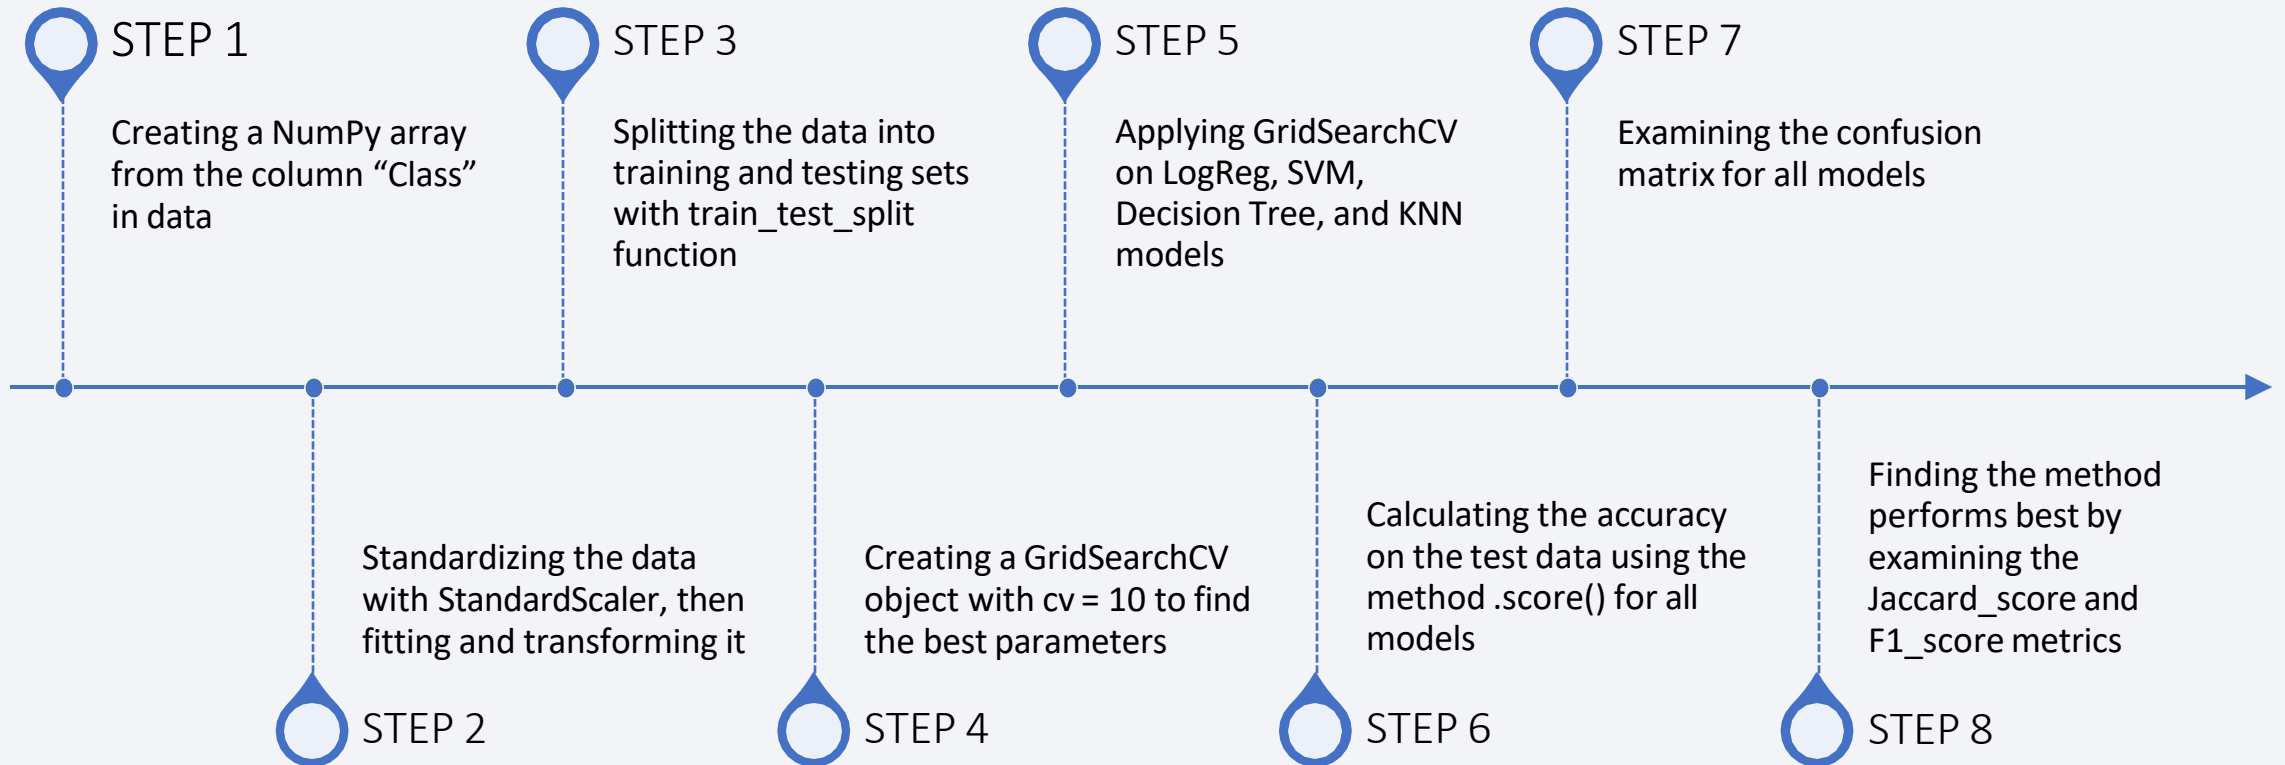 STEP 1
Creating a NumPy array
from the column “Class”
in data
STEP 2
Standardizing the data
with StandardScaler, then
fitting and transforming it
STEP 3
Splitting the data into
training and testing sets
with train_test_split
function
STEP 4
Creating a GridSearchCV
object with cv = 10 to find
the best parameters
STEP 5
Applying GridSearchCV
on LogReg, SVM,
Decision Tree, and KNN
models
STEP 6
Calculating the accuracy
on the test data using the
method .score() for all
models
STEP 7
Examining the confusion
matrix for all models
STEP 8
Finding the method
performs best by
examining the
Jaccard_score and
F1_score metrics